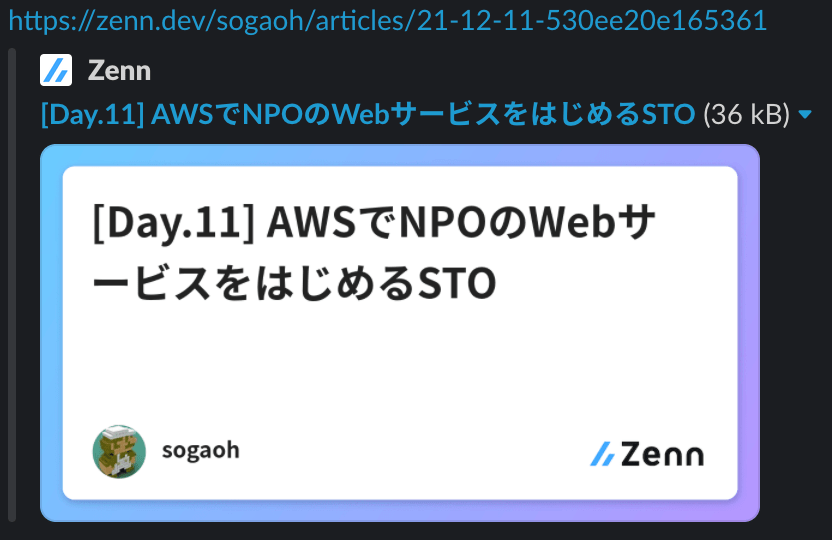 https://zenn.dev/sogaoh/articles/21-12-11-530ee20e165361
Zenn
[Day.11] AWSでNPOのWebサービスをはじめるSTO (36 kB)
[Day.11] AWSでNPOのWebサ
ービスをはじめるSTO
sogaoh
Zenn